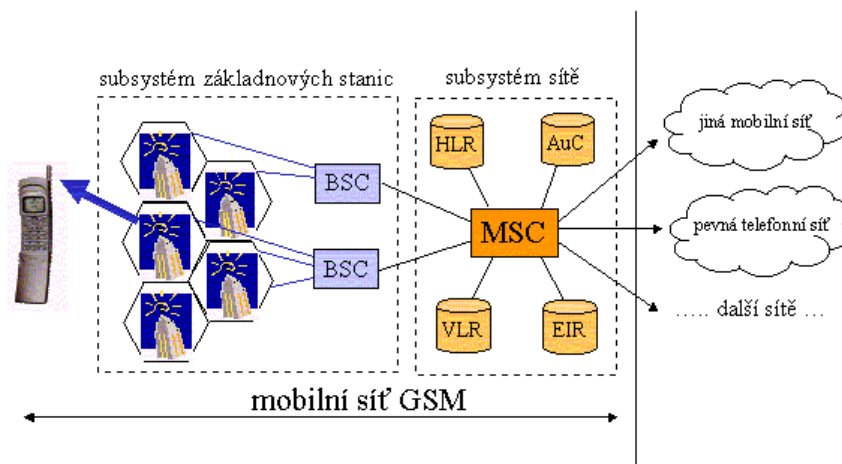 subsystém základnových stanic
subsystém sítě
HLR
AuC
BSC
BSC
MSC
VLR
EIR
jiná mobilní síť
pevná telefonní síť
..... další sítě ...
mobilní síť GSM